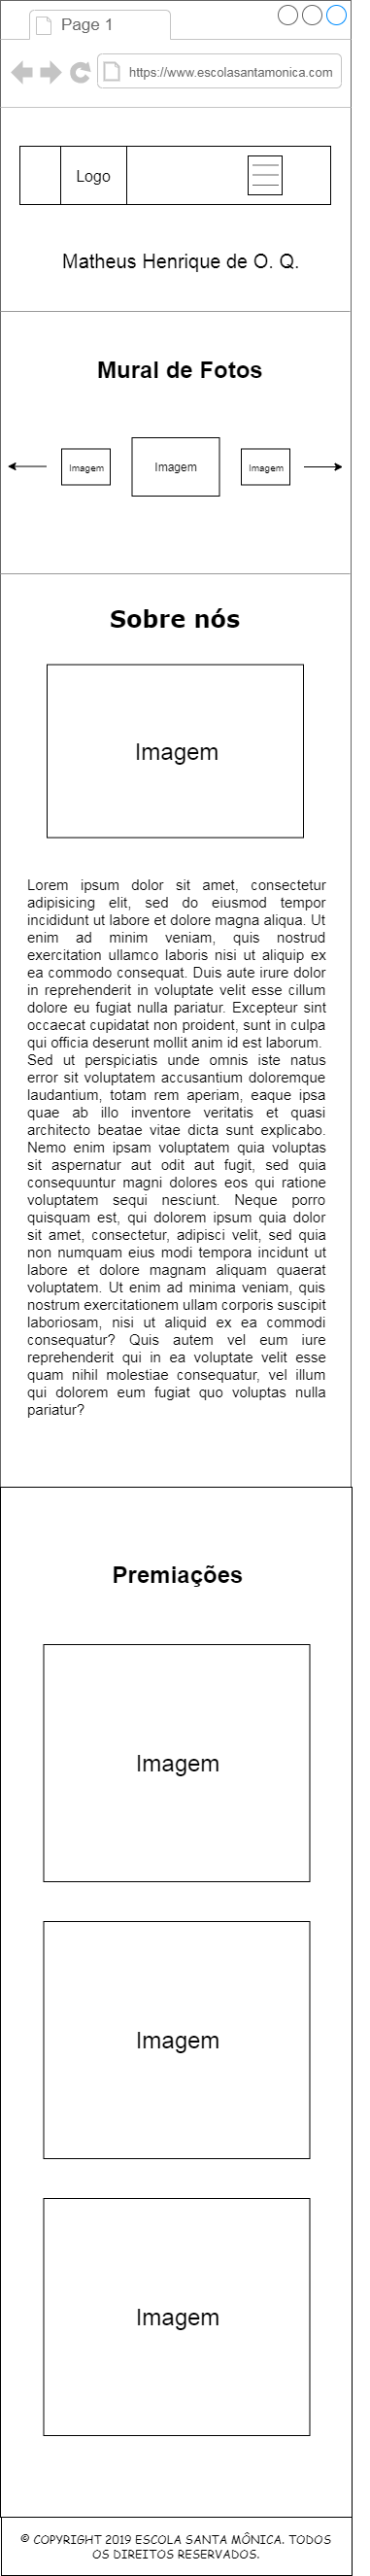 Page 1
https://www.escolasantamonica.com
Logo
Matheus Henrique de O. Q.
Mural de Fotos
Imagem Imagem Imagem
Sobre nós
Imagem
Lorem ipsum dolor sit amet, consectetur
adipisicing elit, sed do eiusmod tempor
incididunt ut labore et dolore magna aliqua. Ut
enim ad minim veniam, quis nostrud
exercitation ullamco laboris nisi ut aliquip ex
ea commodo consequat. Duis aute irure dolor
in reprehenderit in voluptate velit esse cillum
dolore eu fugiat nulla pariatur. Excepteur sint
occaecat cupidatat non proident, sunt in culpa
qui officia deserunt mollit anim id est laborum.
Sed ut perspiciatis unde omnis iste natus
error sit voluptatem accusantium doloremque
laudantium, totam rem aperiam, eaque ipsa
quae ab illo inventore veritatis et quasi
architecto beatae vitae dicta sunt explicabo.
Nemo enim ipsam voluptatem quia voluptas
sit aspernatur aut odit aut fugit, sed quia
consequuntur magni dolores eos qui ratione
voluptatem sequi nesciunt. Neque porro
quisquam est, qui dolorem ipsum quia dolor
sit amet, consectetur, adipisci velit, sed quia
non numquam eius modi tempora incidunt ut
labore et dolore magnam aliquam quaerat
voluptatem. Ut enim ad minima veniam, quis
nostrum exercitationem ullam corporis suscipit
laboriosam, nisi ut aliquid ex ea commodi
consequatur? Quis autem vel eum iure
reprehenderit qui in ea voluptate velit esse
quam nihil molestiae consequatur, vel illum
qui dolorem eum fugiat quo voluptas nulla
pariatur?
Premiações
Imagem
Imagem
Imagem
© COPYRIGHT 2019 ESCOLA SANTA MÔNICA. TODOS
OS DIREITOS RESERVADOS.